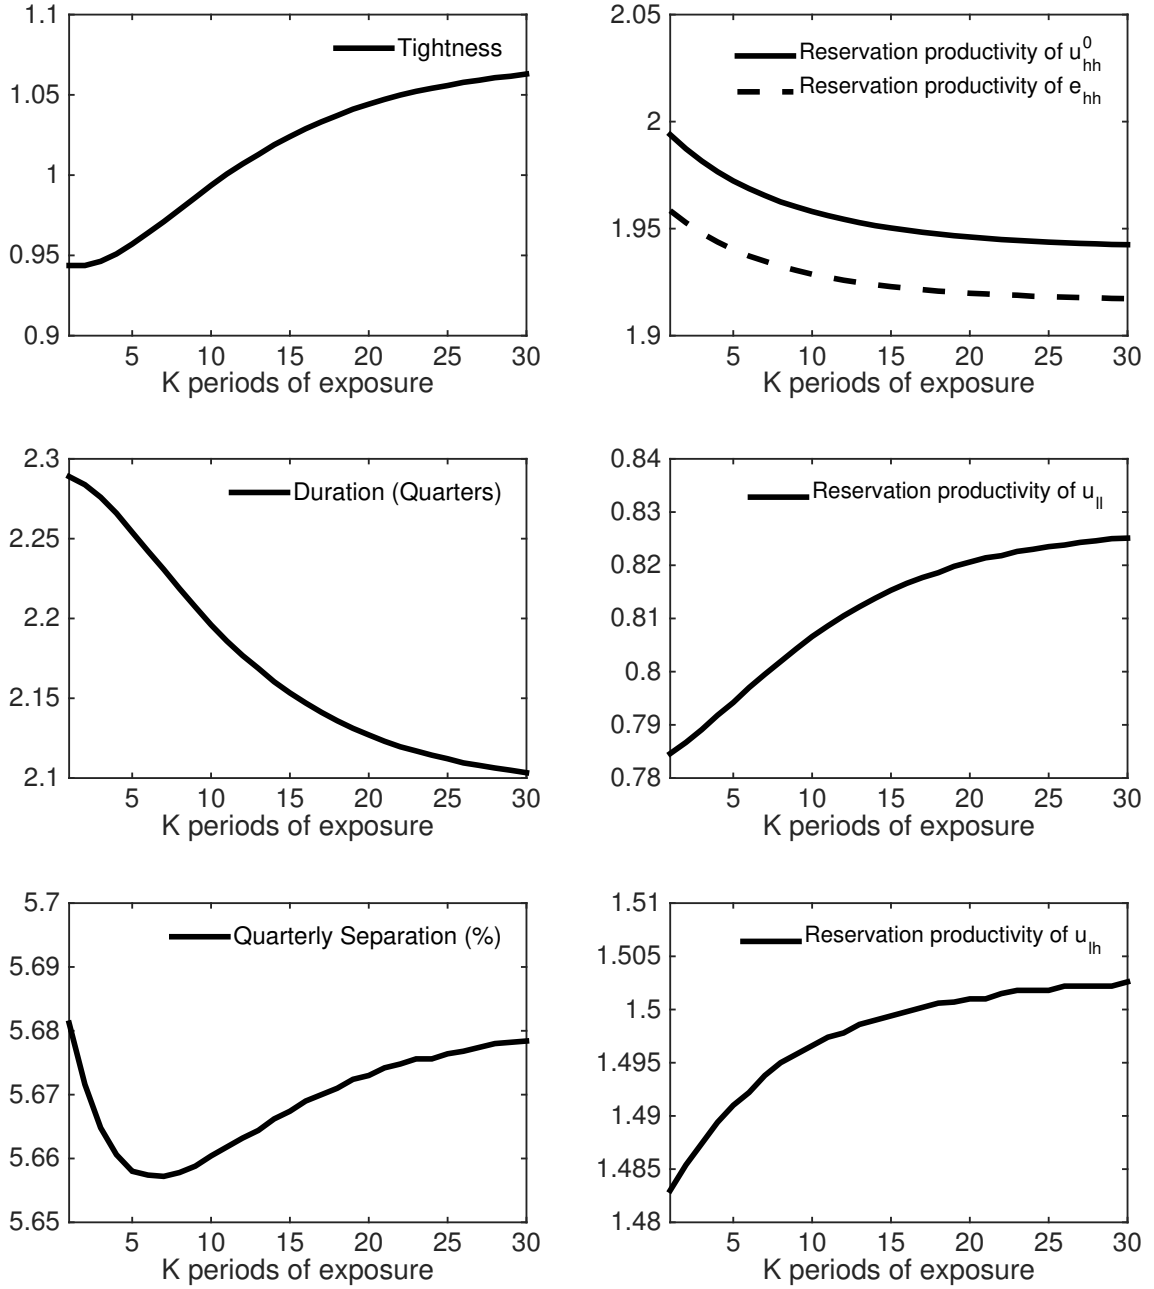 1.1
1.05
1
0.95
0.9
Tightness
5 10 15 20 25 30
K periods of exposure
2.05
2
1.95
1.9
Reservation productivity of u^0_hh
Reservation productivity of e_hh
5 10 15 20 25 30
K periods of exposure
2.3
2.25
2.2
2.15
2.1
Duration (Quarters)
5 10 15 20 25 30
K periods of exposure
0.84
0.83
0.82
0.81
0.8
0.79
0.78
Reservation productivity of u_ll
5 10 15 20 25 30
K periods of exposure
5.7
5.69
5.68
5.67
5.66
5.65
Quarterly Separation (%)
5 10 15 20 25 30
K periods of exposure
1.51
1.505
1.5
1.495
1.49
1.485
1.48
Reservation productivity of u_lh
5 10 15 20 25 30
K periods of exposure